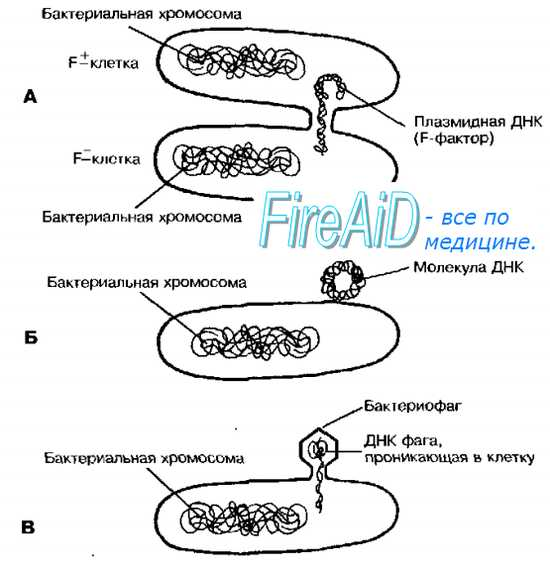 Бактериальная хромосома
F+-клетка
А
Плазмидная ДНК
(F-фактор)
F−-клетка
Бактериальная хромосома
FireAiD
- все по
медицине.
Молекула ДНК
Бактериальная хромосома
Б
Бактериофаг
ДНК фага,
проникающая в клетку
Бактериальная хромосома
В